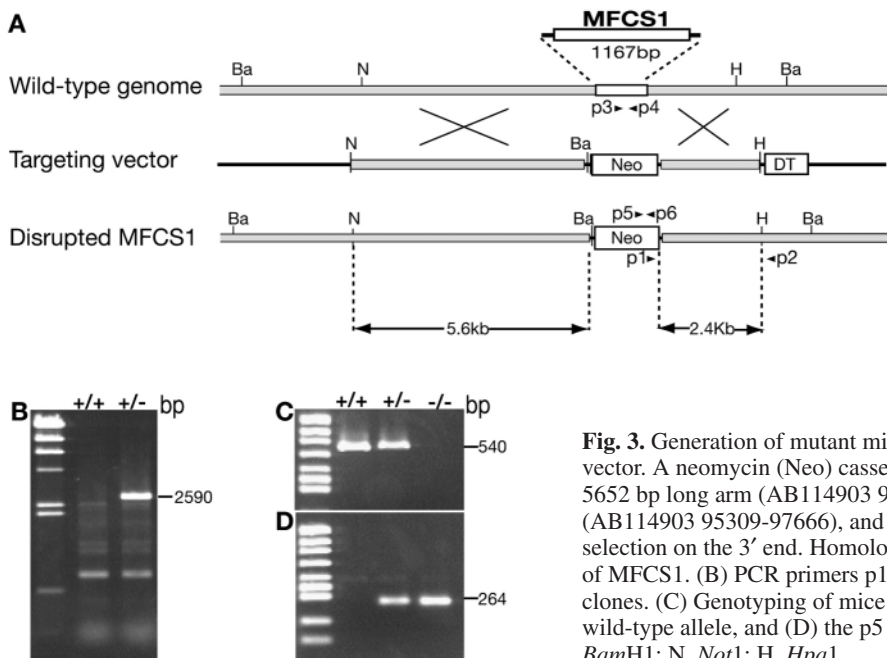 A
MFCS1
1167bp
Ba N H Ba
Wild-type genome
p3 p4
N Ba H
Targeting vector
Neo DT
p5 p6
Ba N Ba H Ba
Disrupted MFCS1
Neo
p1 p2
5.6kb 2.4Kb
B +/+ +/- bp
2590
C +/+ +/- -/- bp
540
D
264
Fig. 3. Generation of mutant mi
vector. A neomycin (Neo) casse
5652 bp long arm (AB114903 9
(AB114903 95309-97666), and
selection on the 3′ end. Homolo
of MFCS1. (B) PCR primers p1
clones. (C) Genotyping of mice
wild-type allele, and (D) the p5
BamH1; N, Not1; H, Hpa1